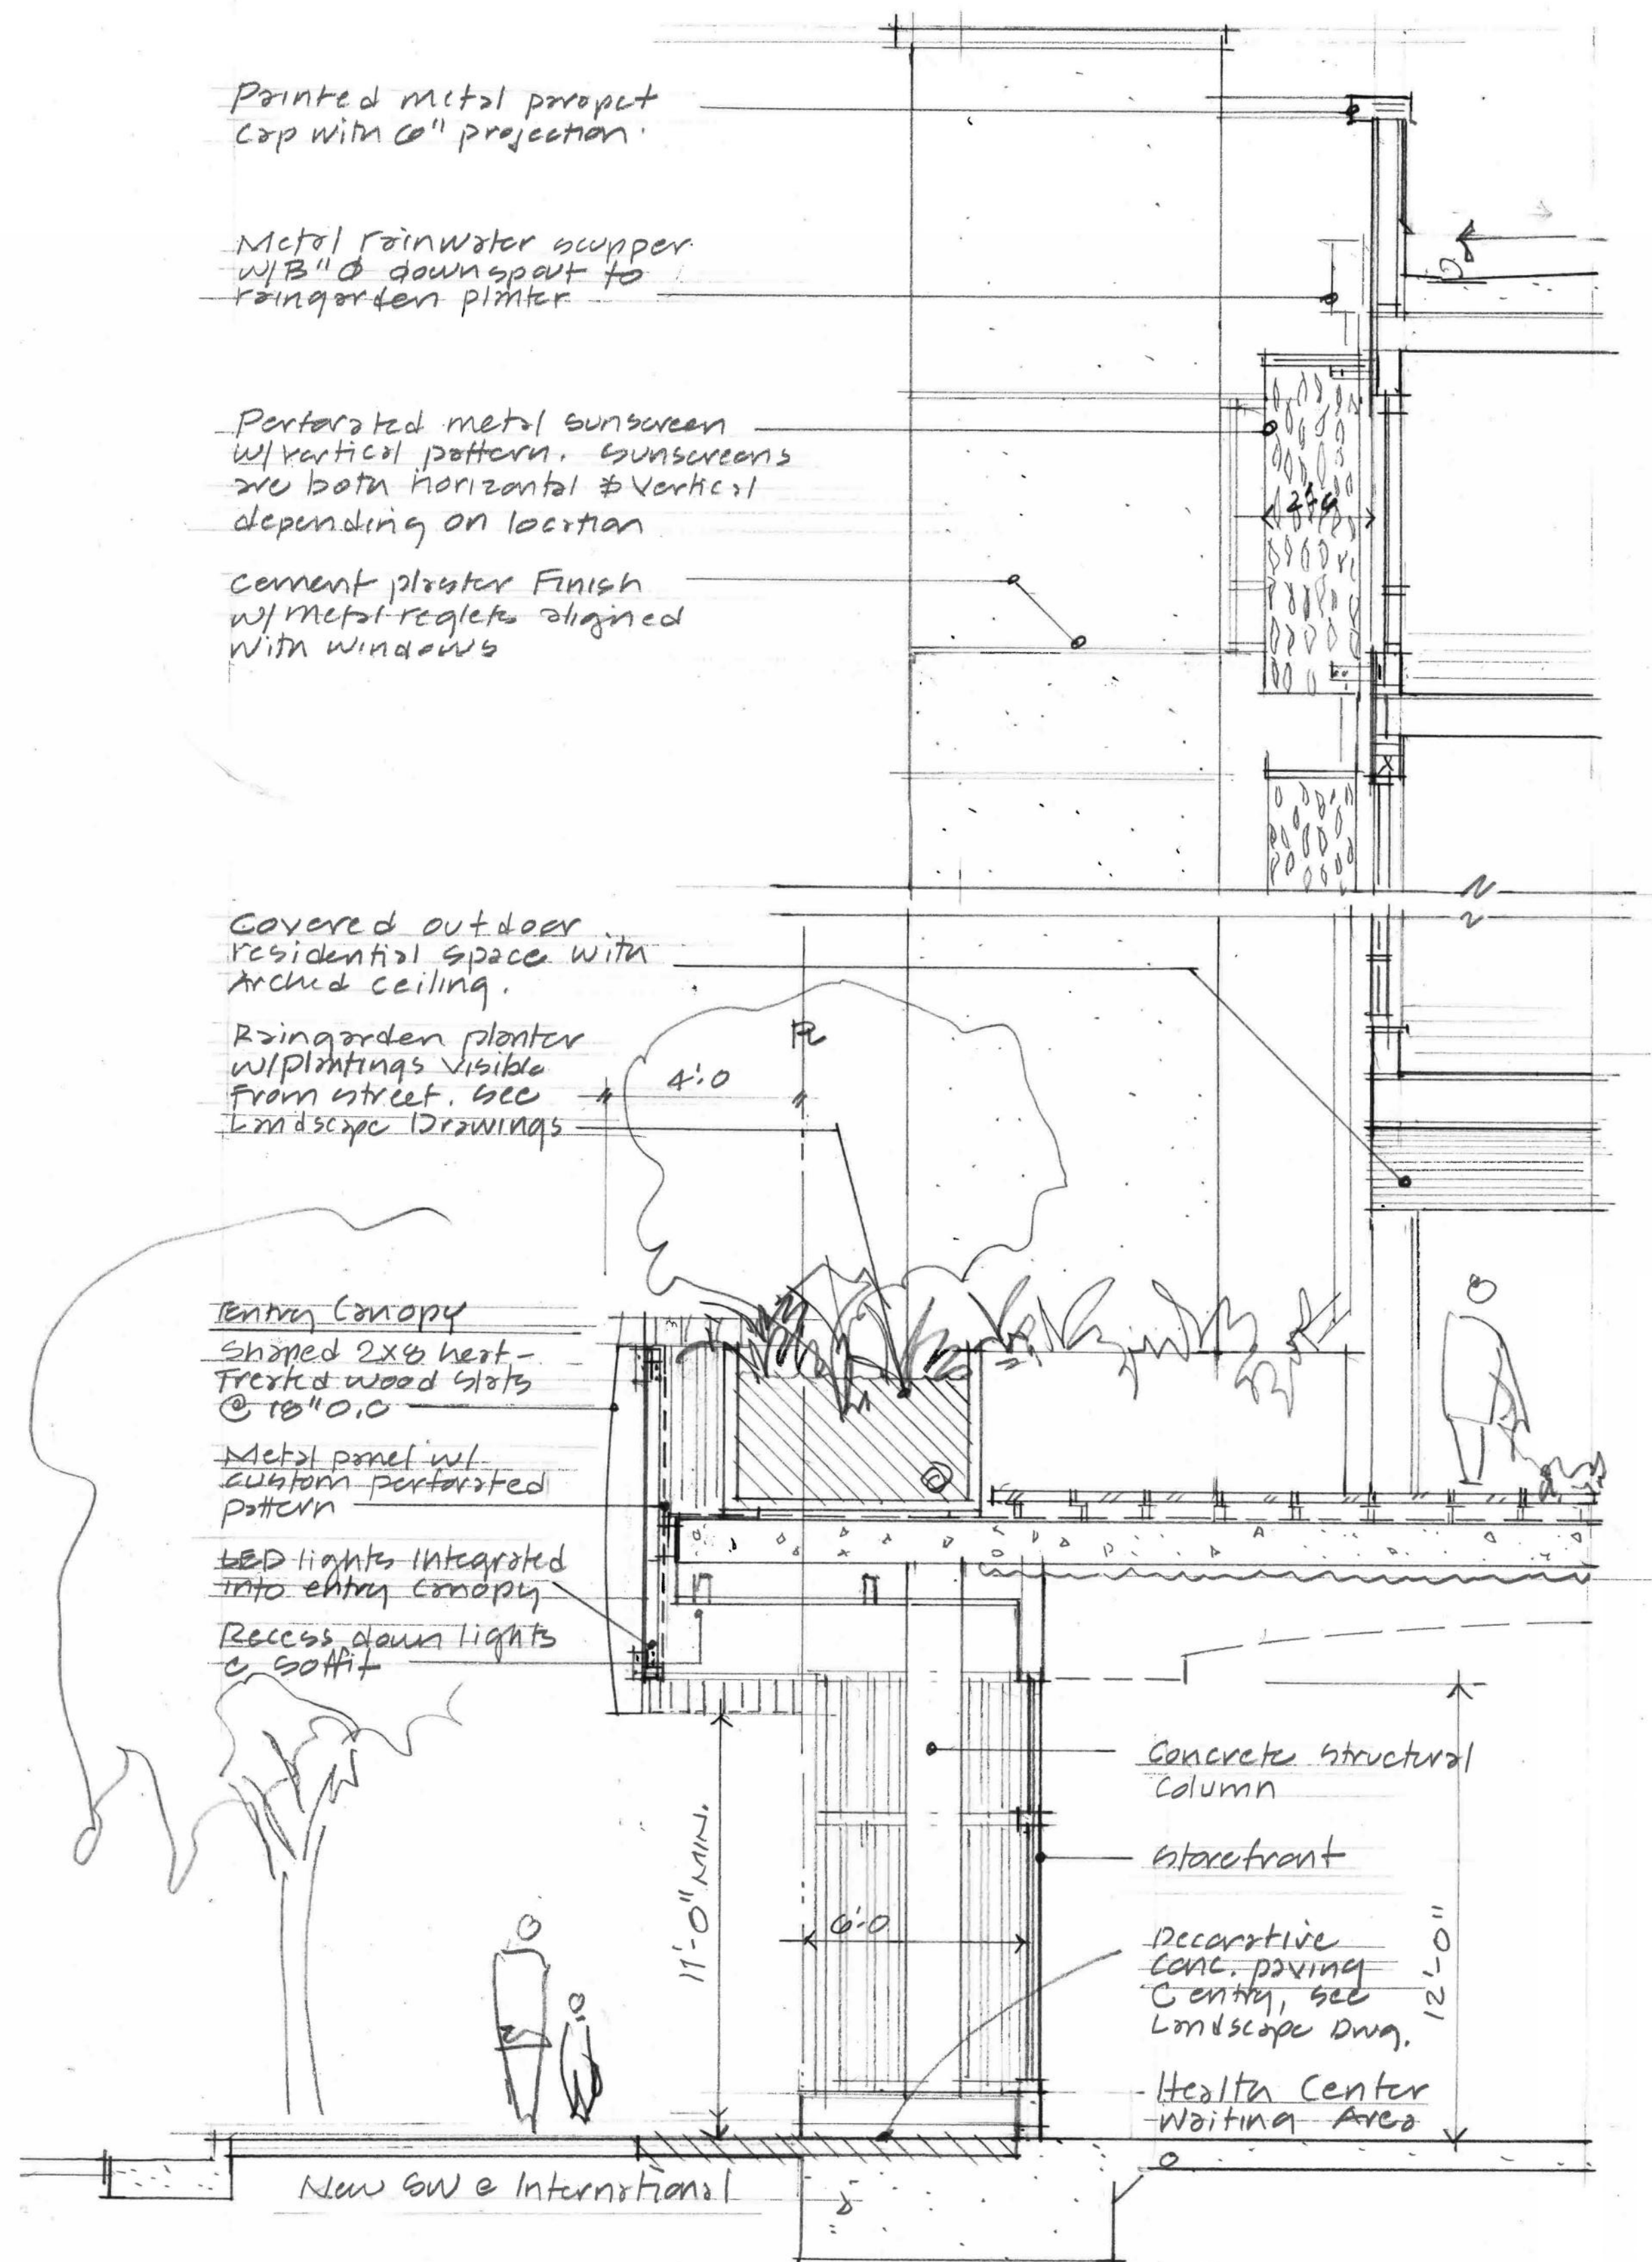 Painted metal parapet
cap with 6" projection.
Metal rainwater scupper
w/ 3" Ø downspout to
raingarden planter
Perforated metal sunscreen
w/ vertical pattern. Sunscreens
are both horizontal & vertical
depending on location
2'-6
Cement plaster Finish
w/ metal reglets aligned
with windows
Covered outdoor
residential space with
Arched ceiling.
Raingarden planter
w/ plantings visible
From street. See
Landscape Drawings
PL
4'-0
Entry Canopy
Shaped 2x8 heat-
Treated wood slats
@ 18" O.C
Metal panel w/
custom perforated
pattern
LED lights Integrated
into entry canopy
Recess down lights
@ Soffit
Concrete structural
column
Storefront
11'-0" MIN.
6'-0
12'-0"
Decorative
conc. paving
@ entry, see
Landscape Dwg.
Health Center
Waiting Area
New SW @ International